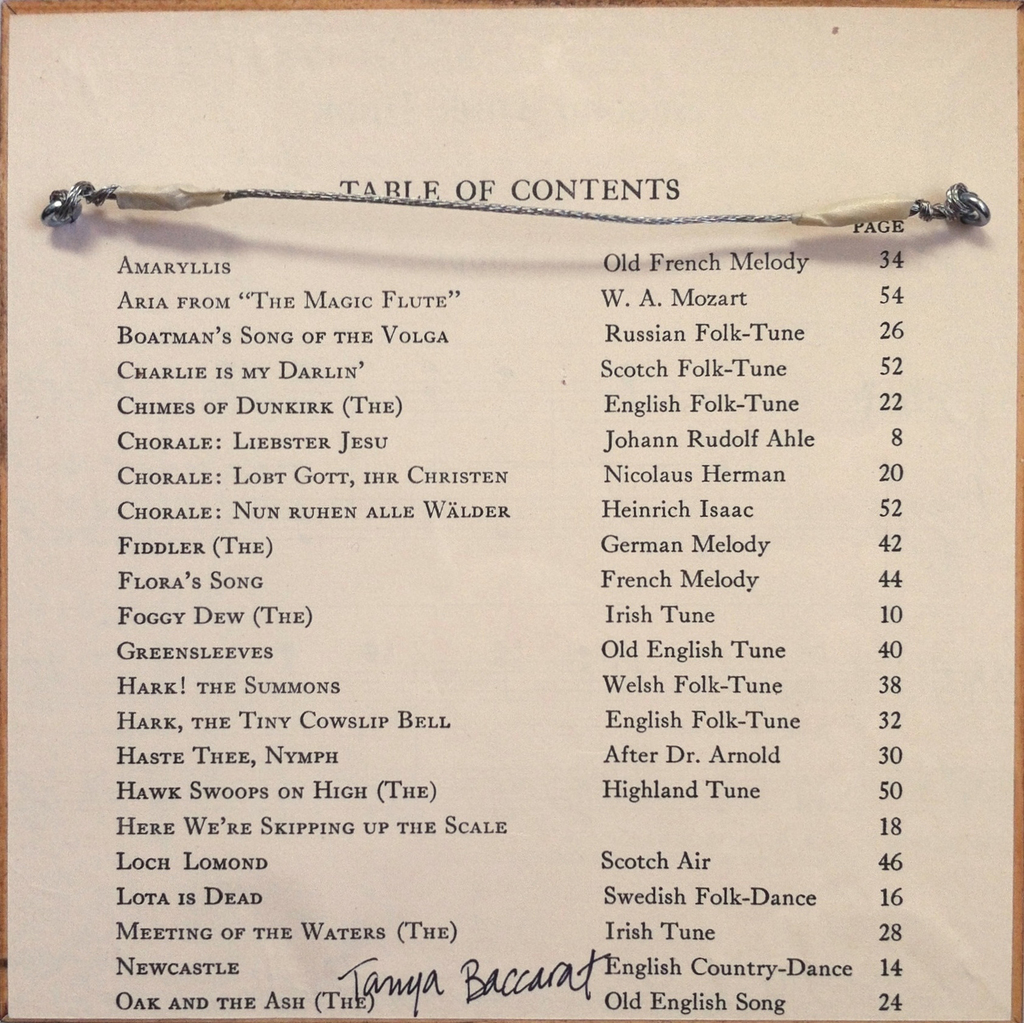 TABLE OF CONTENTS
PAGE
AMARYLLIS Old French Melody 34
ARIA FROM “THE MAGIC FLUTE” W. A. Mozart 54
BOATMAN’S SONG OF THE VOLGA Russian Folk-Tune 26
CHARLIE IS MY DARLIN’ Scotch Folk-Tune 52
CHIMES OF DUNKIRK (THE) English Folk-Tune 22
CHORALE: LIEBSTER JESU Johann Rudolf Ahle 8
CHORALE: LOBT GOTT, IHR CHRISTEN Nicolaus Herman 20
CHORALE: NUN RUHEN ALLE WÄLDER Heinrich Isaac 52
FIDDLER (THE) German Melody 42
FLORA’S SONG French Melody 44
FOGGY DEW (THE) Irish Tune 10
GREENSLEEVES Old English Tune 40
HARK! THE SUMMONS Welsh Folk-Tune 38
HARK, THE TINY COWSLIP BELL English Folk-Tune 32
HASTE THEE, NYMPH After Dr. Arnold 30
HAWK SWOOPS ON HIGH (THE) Highland Tune 50
HERE WE’RE SKIPPING UP THE SCALE 18
LOCH LOMOND Scotch Air 46
LOTA IS DEAD Swedish Folk-Dance 16
MEETING OF THE WATERS (THE) Irish Tune 28
NEWCASTLE English Country-Dance 14
Tanya Baccarat
OAK AND THE ASH (THE) Old English Song 24